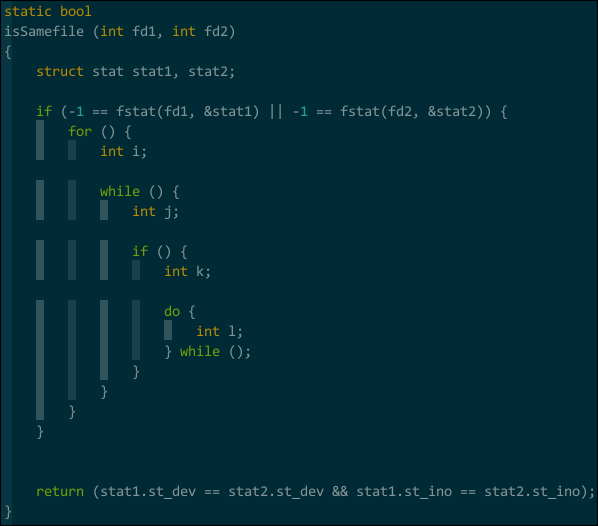 static bool
isSamefile (int fd1, int fd2)
{
    struct stat stat1, stat2;

    if (-1 == fstat(fd1, &stat1) || -1 == fstat(fd2, &stat2)) {
        for () {
            int i;

            while () {
                int j;

                if () {
                    int k;

                    do {
                        int l;
                    } while ();
                }
            }
        }
    }


    return (stat1.st_dev == stat2.st_dev && stat1.st_ino == stat2.st_ino);
}